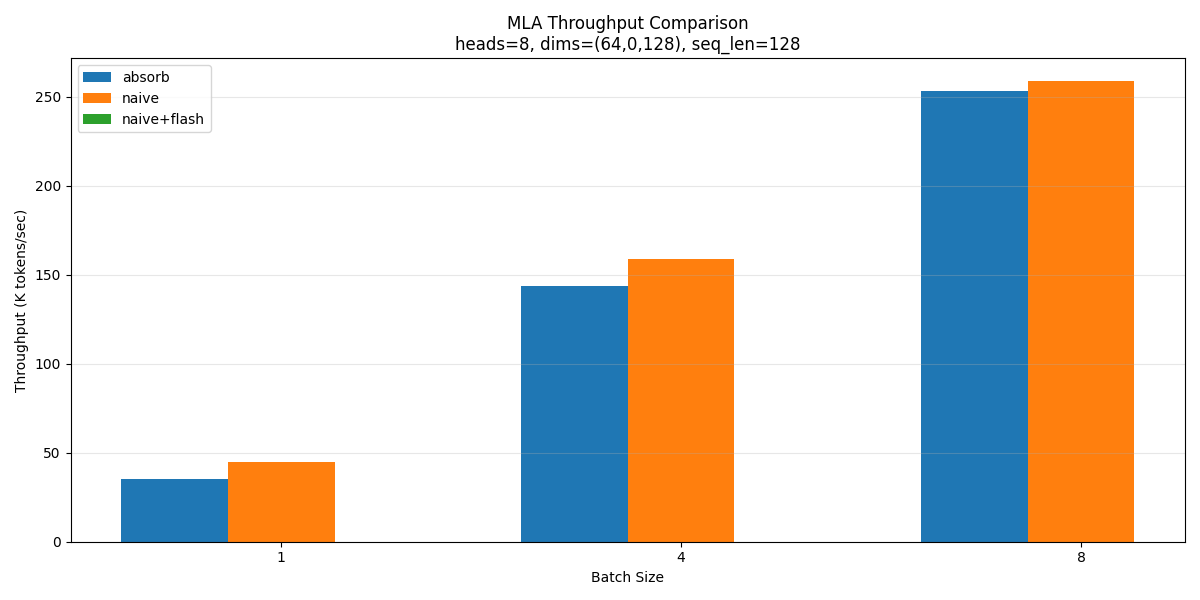 MLA Throughput Comparison
heads=8, dims=(64,0,128), seq_len=128
absorb
naive
naive+flash
Throughput (K tokens/sec)
250
200
150
100
50
0
1
4
8
Batch Size